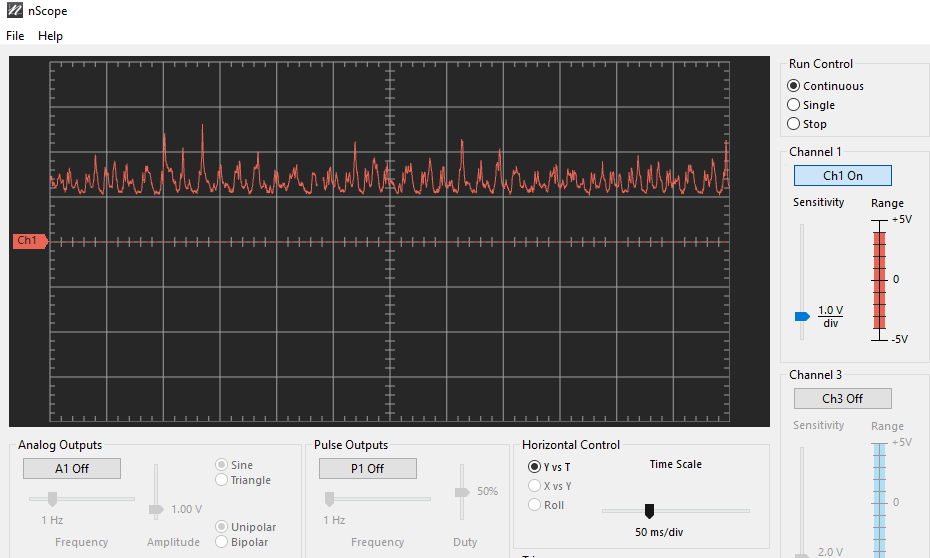 nScope
File Help
Run Control
Continuous
Single
Stop
Channel 1
Ch1 On
Sensitivity Range
+5V
0
1.0 V
div
-5V
Ch1
Channel 3
Ch3 Off
Sensitivity Range
+5V
0
2.0 V
Analog Outputs
A1 Off
Sine
Triangle
1.00 V
1 Hz
Unipolar
Bipolar
Frequency Amplitude
Pulse Outputs
P1 Off
50%
1 Hz
Frequency Duty
Horizontal Control
Y vs T
X vs Y
Roll
Time Scale
50 ms/div